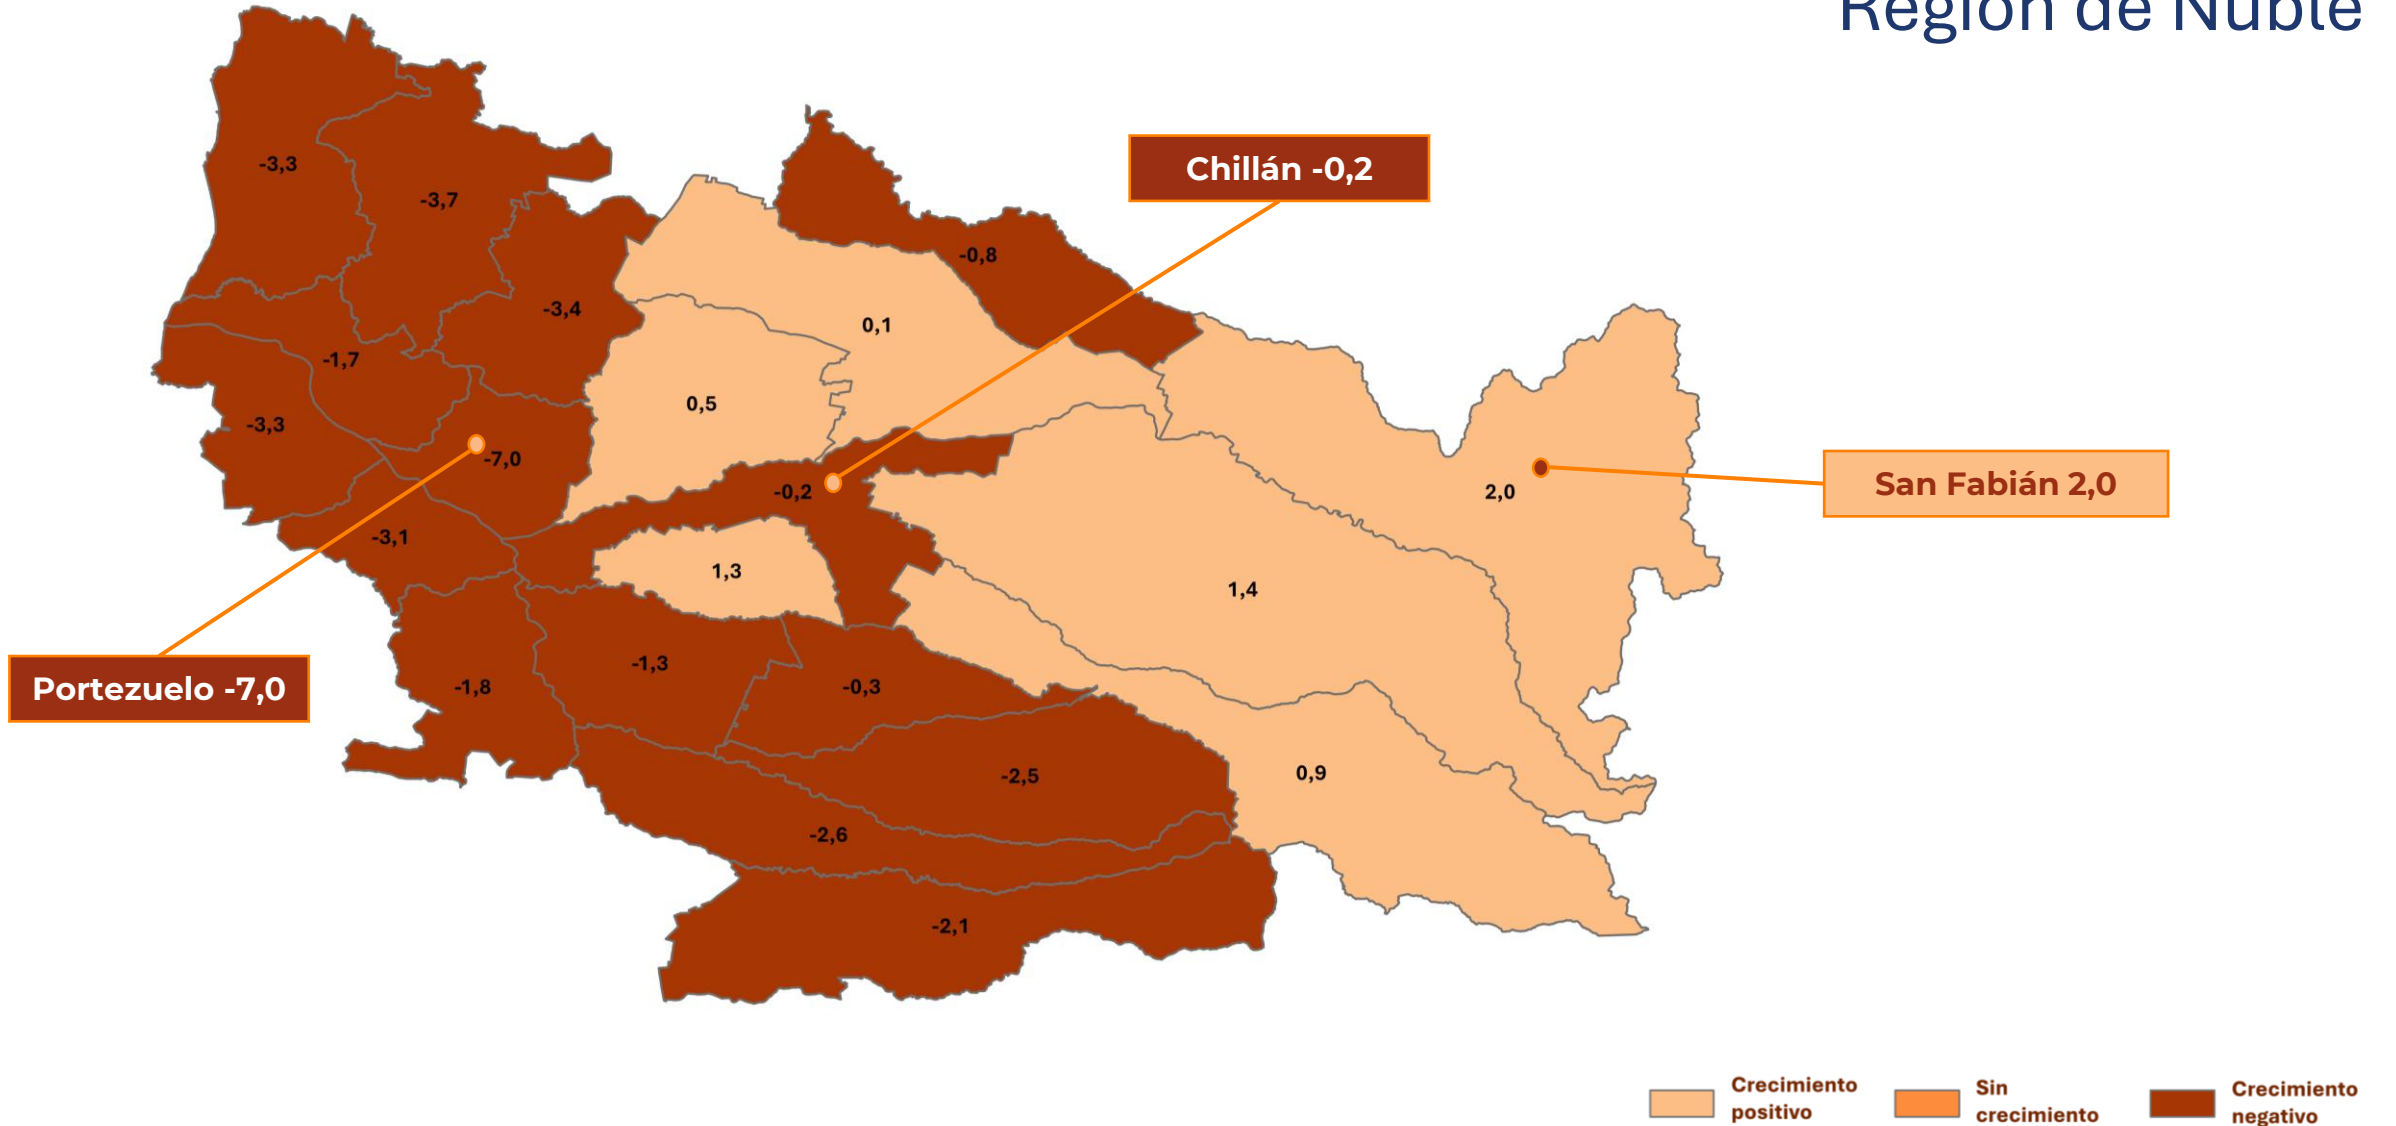 Región de Ñuble
Chillán -0,2
-3,3
-3,7
-0,8
-3,4
0,1
-1,7
0,5
-3,3
-7,0
-0,2
2,0
San Fabián 2,0
-3,1
1,3
1,4
Portezuelo -7,0
-1,8
-1,3
-0,3
-2,5
0,9
-2,6
-2,1
Crecimiento
positivo
Sin
crecimiento
Crecimiento
negativo